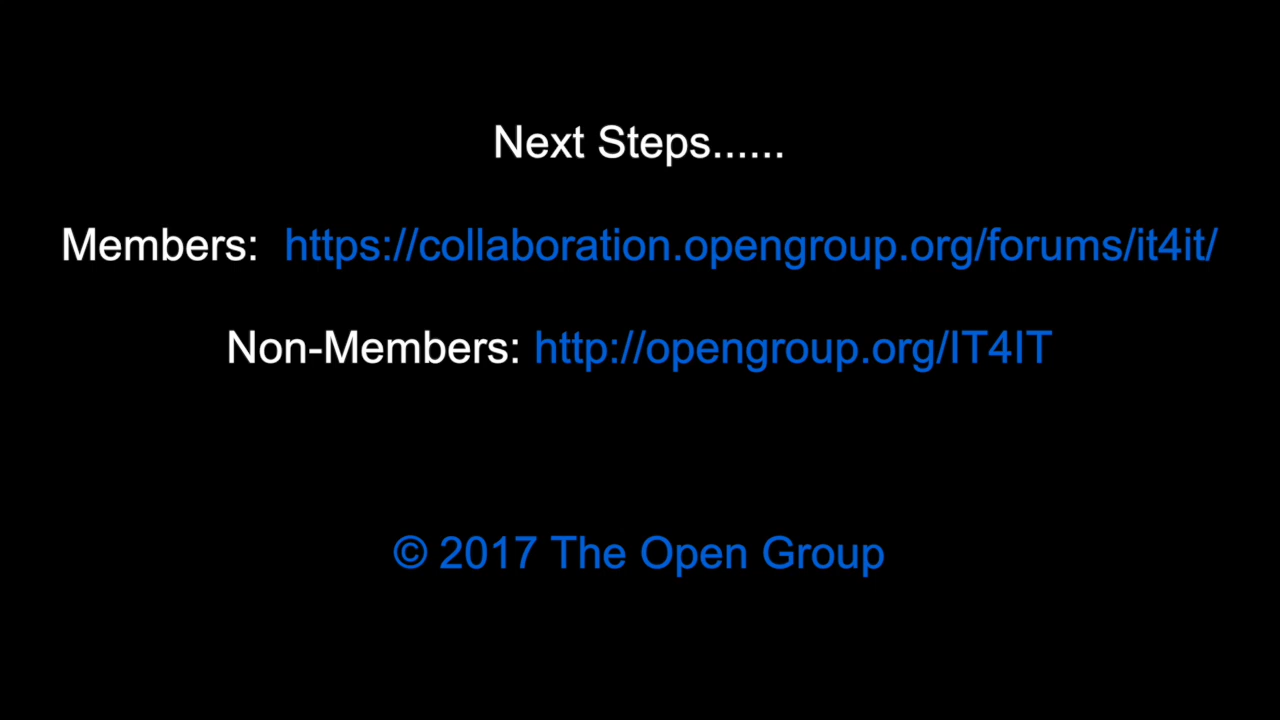 Next Steps......
Members:  https://collaboration.opengroup.org/forums/it4it/
Non-Members: http://opengroup.org/IT4IT
© 2017 The Open Group